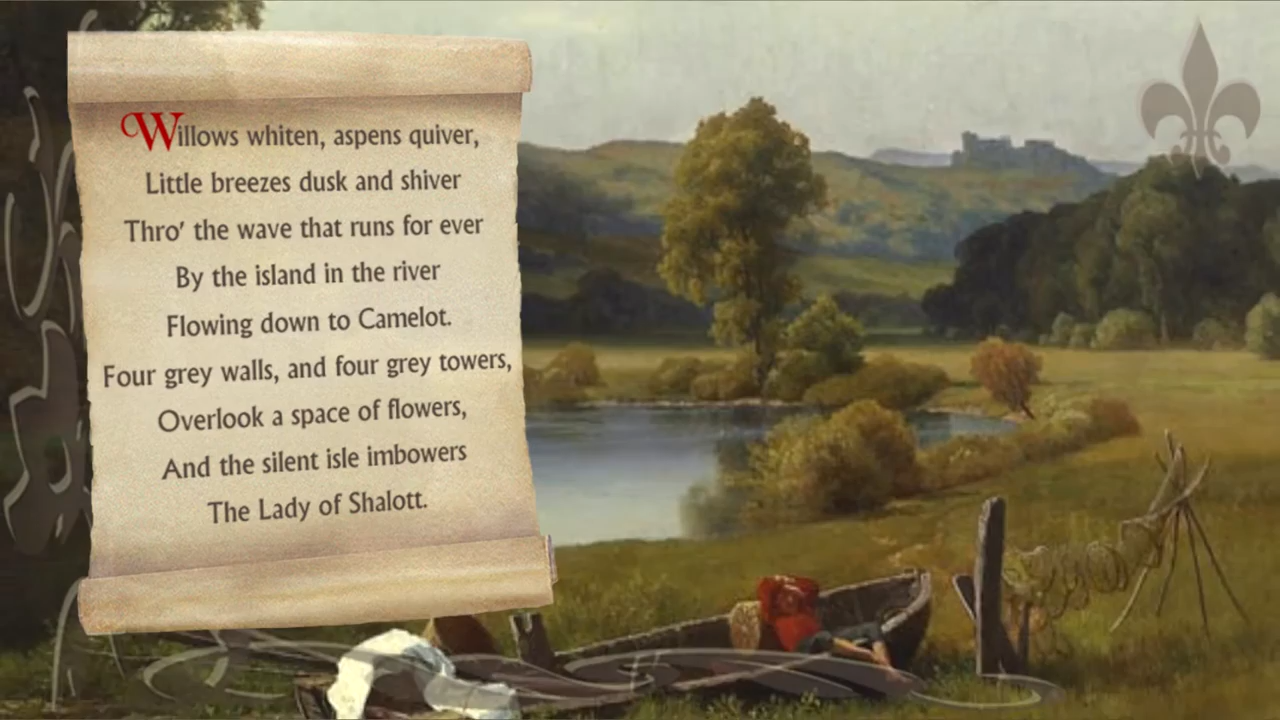 Willows whiten, aspens quiver,
Little breezes dusk and shiver
Thro’ the wave that runs for ever
By the island in the river
Flowing down to Camelot.
Four grey walls, and four grey towers,
Overlook a space of flowers,
And the silent isle imbowers
The Lady of Shalott.